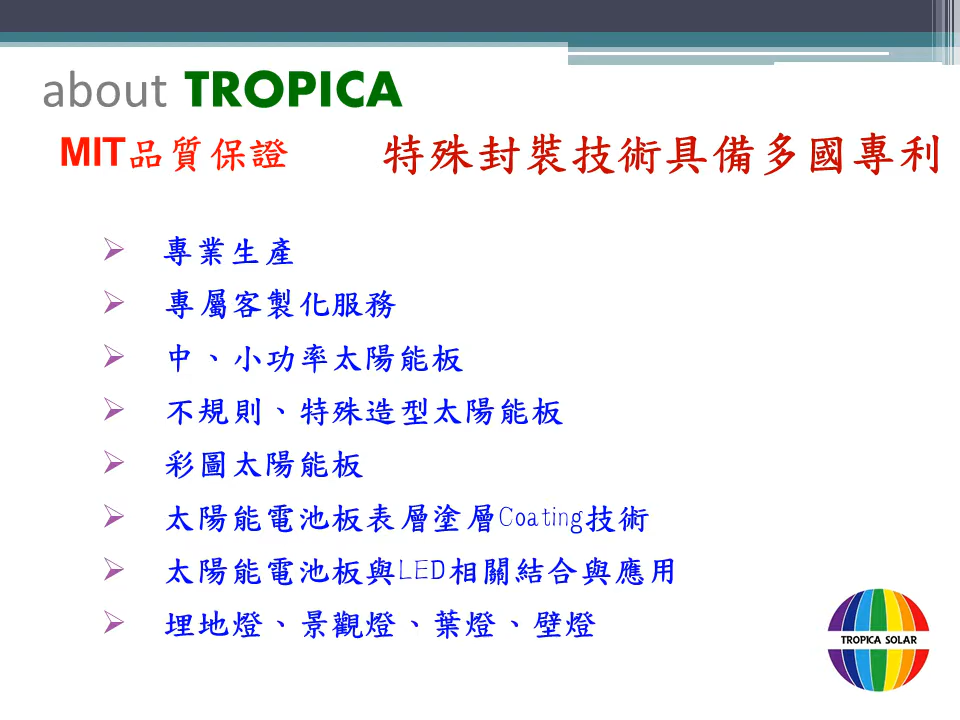 about TROPICA
MIT品質保證 特殊封裝技術具備多國專利
專業生產
專屬客製化服務
中、小功率太陽能板
不規則、特殊造型太陽能板
彩圖太陽能板
太陽能電池板表層塗層Coating技術
太陽能電池板與LED相關結合與應用
埋地燈、景觀燈、葉燈、壁燈
TROPICA SOLAR